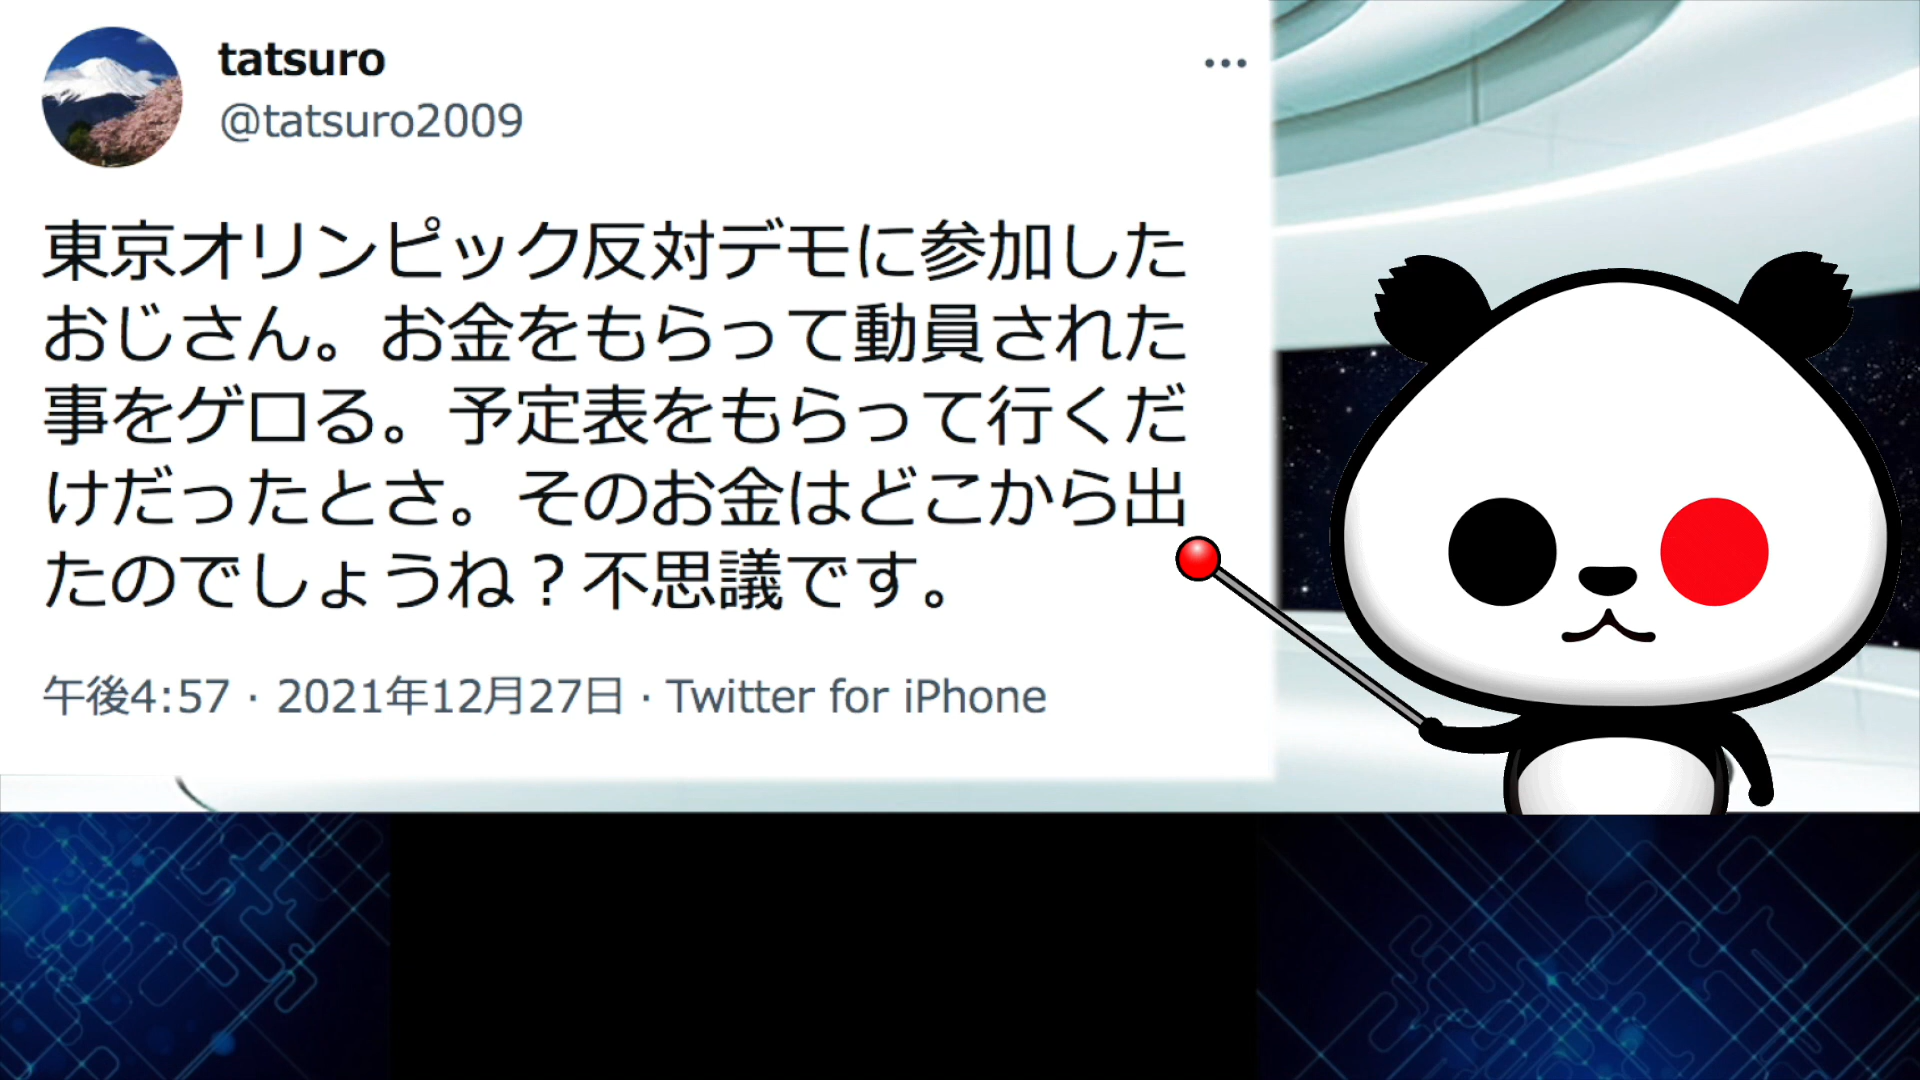 tatsuro
@tatsuro2009
東京オリンピック反対デモに参加した
おじさん。お金をもらって動員された
事をゲロる。予定表をもらって行くだ
けだったとさ。そのお金はどこから出
たのでしょうね？不思議です。
午後4:57 · 2021年12月27日 · Twitter for iPhone